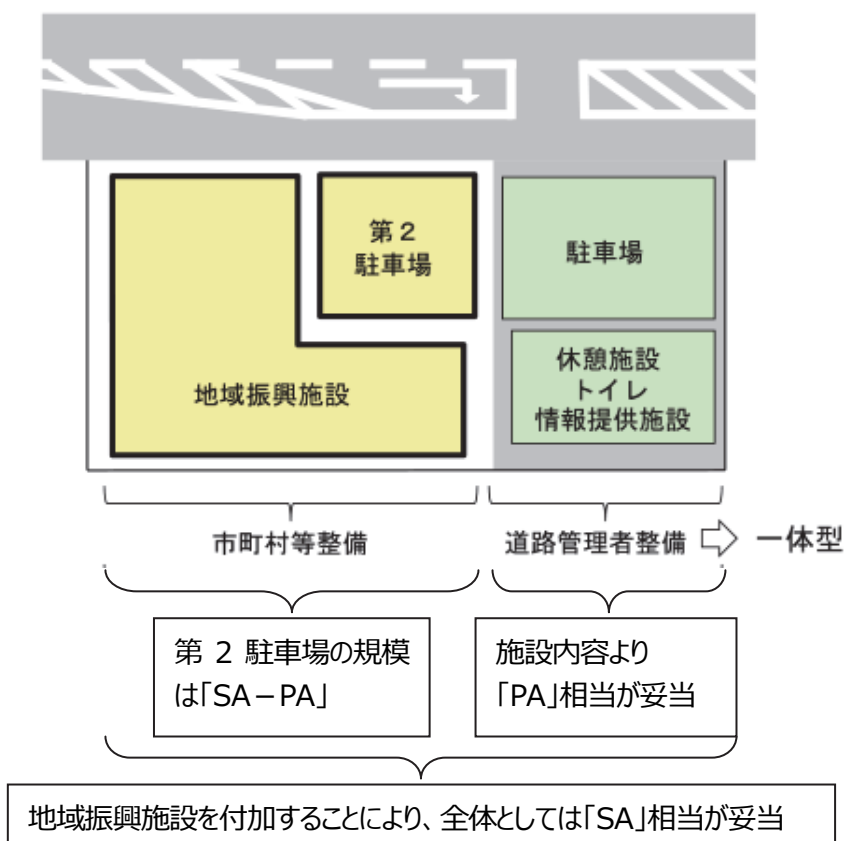 第２
駐車場
駐車場
地域振興施設
休憩施設
トイレ
情報提供施設
市町村等整備
道路管理者整備
一体型
第 2 駐車場の規模
は「SA－PA」
施設内容より
「PA」相当が妥当
地域振興施設を付加することにより、全体としては「SA」相当が妥当